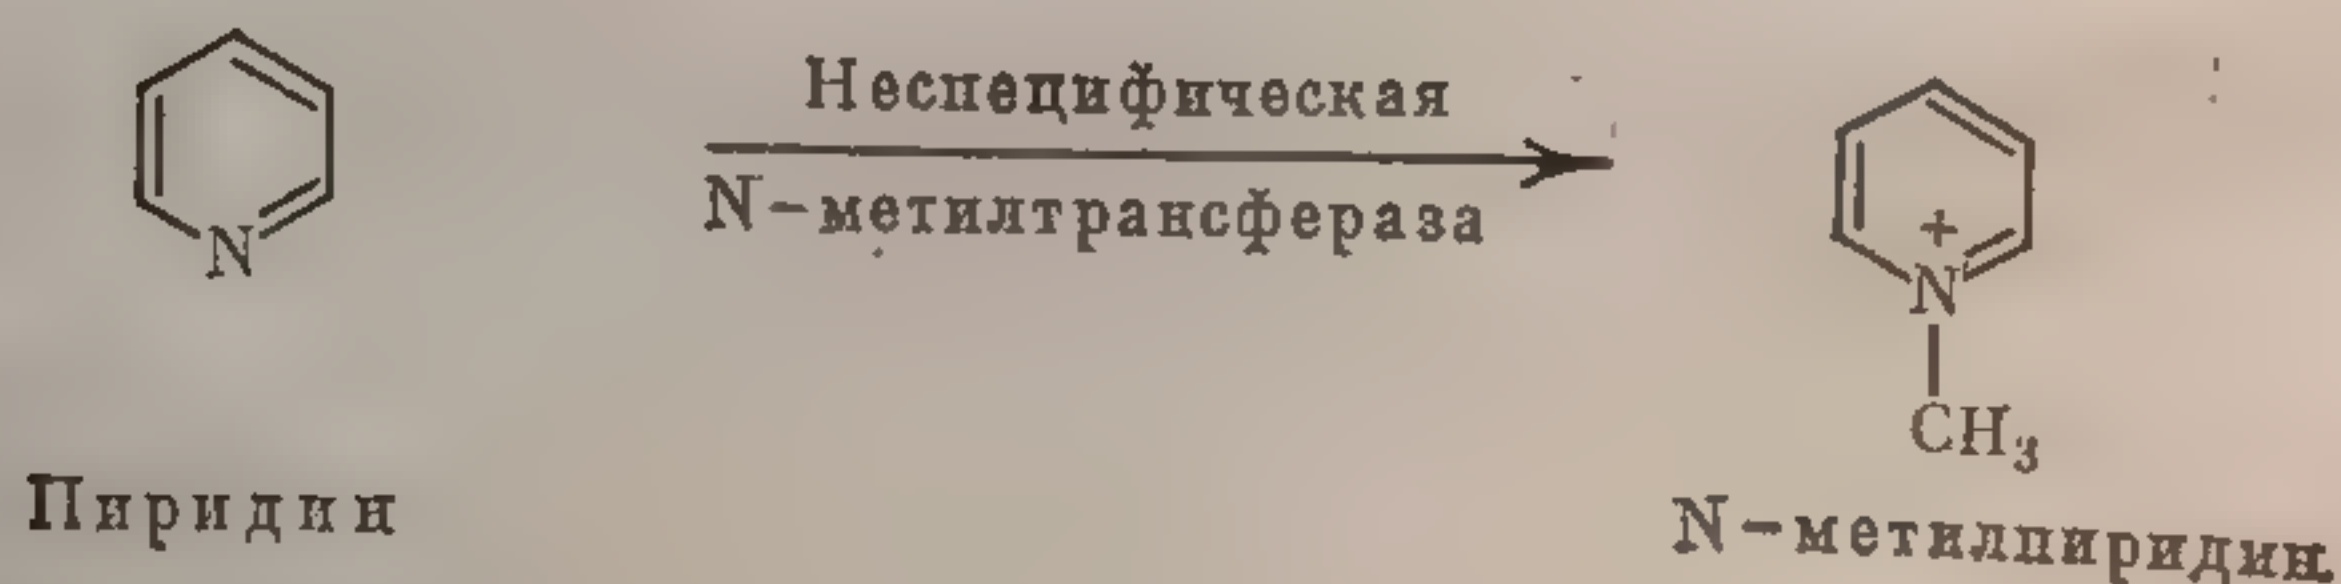 Неспецифическая
N-метилтрансфераза
N
+
N
CH₃
Пиридин
N-метилпиридин